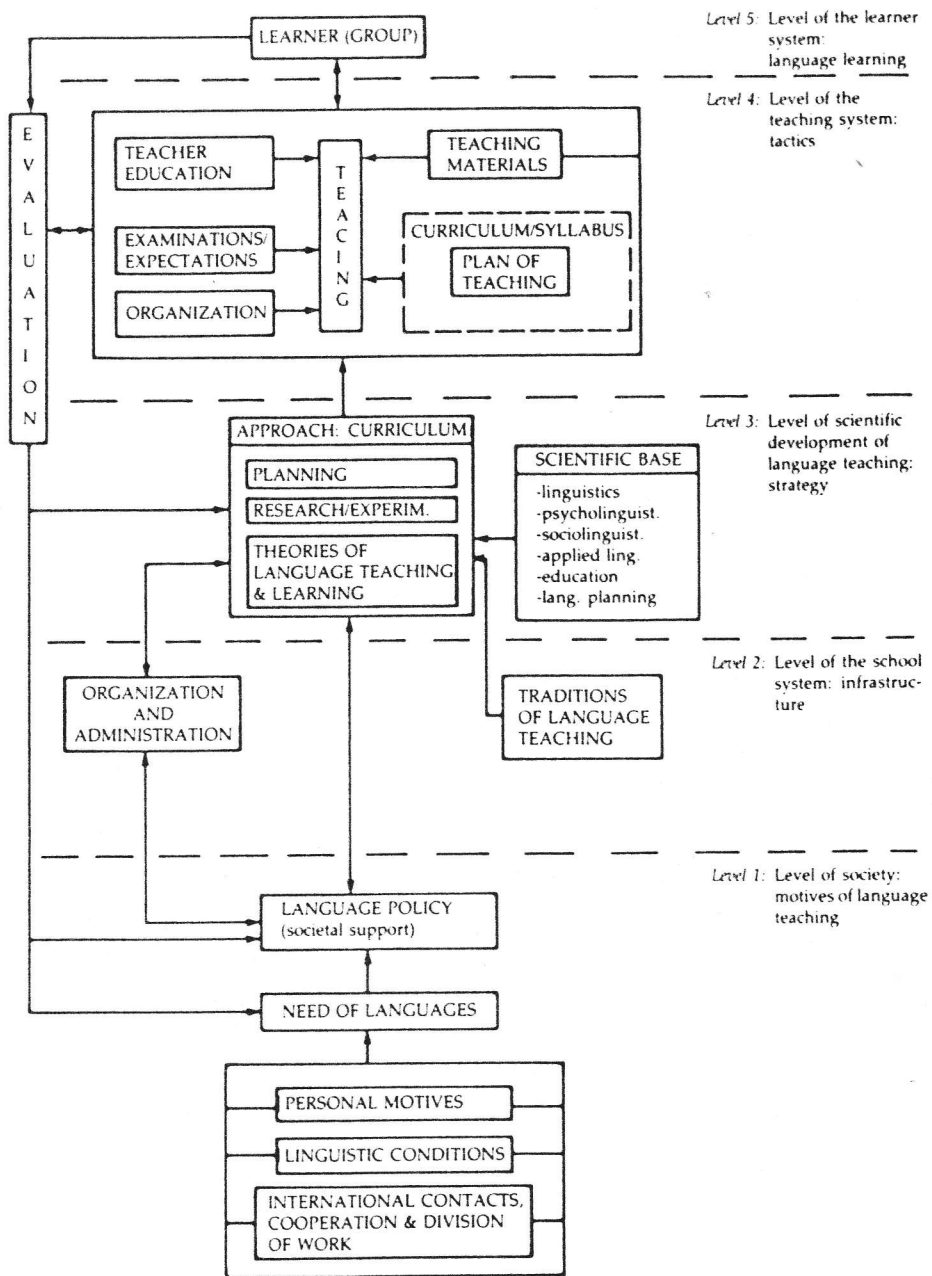 LEARNER (GROUP)
Level 5: Level of the learner
system:
language learning
EVALUATION
Level 4: Level of the
teaching system:
tactics
TEACHER
EDUCATION
TEACING
TEACHING
MATERIALS
EXAMINATIONS/
EXPECTATIONS
CURRICULUM/SYLLABUS
PLAN OF
TEACHING
ORGANIZATION
Level 3: Level of scientific
development of
language teaching:
strategy
APPROACH: CURRICULUM
PLANNING
RESEARCH/EXPERIM.
THEORIES OF
LANGUAGE TEACHING
& LEARNING
SCIENTIFIC BASE
-linguistics
-psycholinguist.
-sociolinguist.
-applied ling.
-education
-lang. planning
Level 2: Level of the school
system: infrastruc-
ture
ORGANIZATION
AND
ADMINISTRATION
TRADITIONS
OF LANGUAGE
TEACHING
Level 1: Level of society:
motives of language
teaching
LANGUAGE POLICY
(societal support)
NEED OF LANGUAGES
PERSONAL MOTIVES
LINGUISTIC CONDITIONS
INTERNATIONAL CONTACTS,
COOPERATION & DIVISION
OF WORK